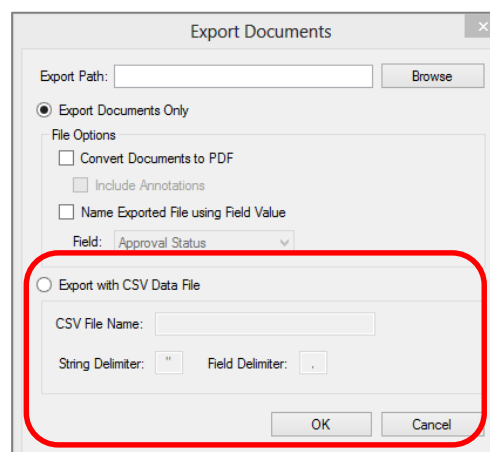 Export Documents
Export Path: Browse
Export Documents Only
File Options
Convert Documents to PDF
Include Annotations
Name Exported File using Field Value
Field: Approval Status
Export with CSV Data File
CSV File Name:
String Delimiter: " Field Delimiter: ,
OK Cancel